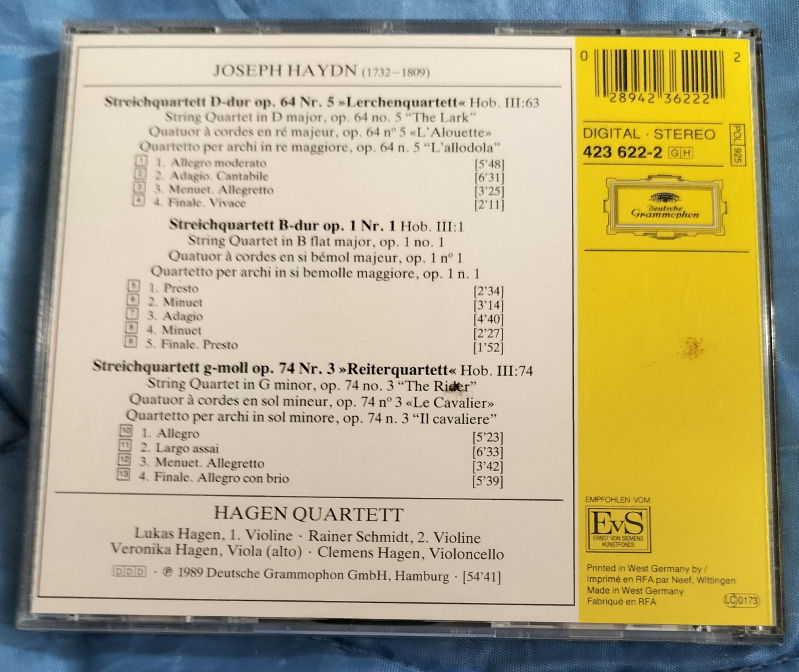 JOSEPH HAYDN (1732–1809)
Streichquartett D-dur op. 64 Nr. 5 »Lerchenquartett« Hob. III:63
String Quartet in D major, op. 64 no. 5 “The Lark”
Quatuor à cordes en ré majeur, op. 64 nº 5 «L’Alouette»
Quartetto per archi in re maggiore, op. 64 n. 5 “L’allodola”
1 1. Allegro moderato [5’48]
2 2. Adagio. Cantabile [6’31]
3 3. Menuet. Allegretto [3’25]
4 4. Finale. Vivace [2’11]
Streichquartett B-dur op. 1 Nr. 1 Hob. III:1
String Quartet in B flat major, op. 1 no. 1
Quatuor à cordes en si bémol majeur, op. 1 nº 1
Quartetto per archi in si bemolle maggiore, op. 1 n. 1
5 1. Presto [2’34]
6 2. Minuet [3’14]
7 3. Adagio [4’40]
8 4. Minuet [2’27]
9 5. Finale. Presto [1’52]
Streichquartett g-moll op. 74 Nr. 3 »Reiterquartett« Hob. III:74
String Quartet in G minor, op. 74 no. 3 “The Rider”
Quatuor à cordes en sol mineur, op. 74 nº 3 «Le Cavalier»
Quartetto per archi in sol minore, op. 74 n. 3 “Il cavaliere”
10 1. Allegro [5’23]
11 2. Largo assai [6’33]
12 3. Menuet. Allegretto [3’42]
13 4. Finale. Allegro con brio [5’39]
HAGEN QUARTETT
Lukas Hagen, 1. Violine · Rainer Schmidt, 2. Violine
Veronika Hagen, Viola (alto) · Clemens Hagen, Violoncello
DDD · ℗ 1989 Deutsche Grammophon GmbH, Hamburg · [54’41]
0 28942 36222 2
DIGITAL · STEREO
423 622-2 GH
POL 925
Deutsche
Grammophon
EMPFOHLEN VOM
EvS
ERNST VON SIEMENS
KUNSTFONDS
Printed in West Germany by /
Imprimé en RFA par Neef, Wittingen
Made in West Germany
Fabriqué en RFA
LC 0173